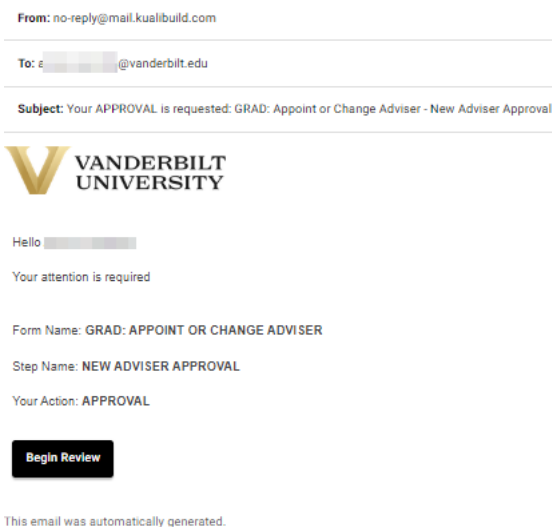 From: no-reply@mail.kualibuild.com
To: @vanderbilt.edu
Subject: Your APPROVAL is requested: GRAD: Appoint or Change Adviser - New Adviser Approval
VANDERBILT
UNIVERSITY
Hello
Your attention is required
Form Name: GRAD: APPOINT OR CHANGE ADVISER
Step Name: NEW ADVISER APPROVAL
Your Action: APPROVAL
Begin Review
This email was automatically generated.